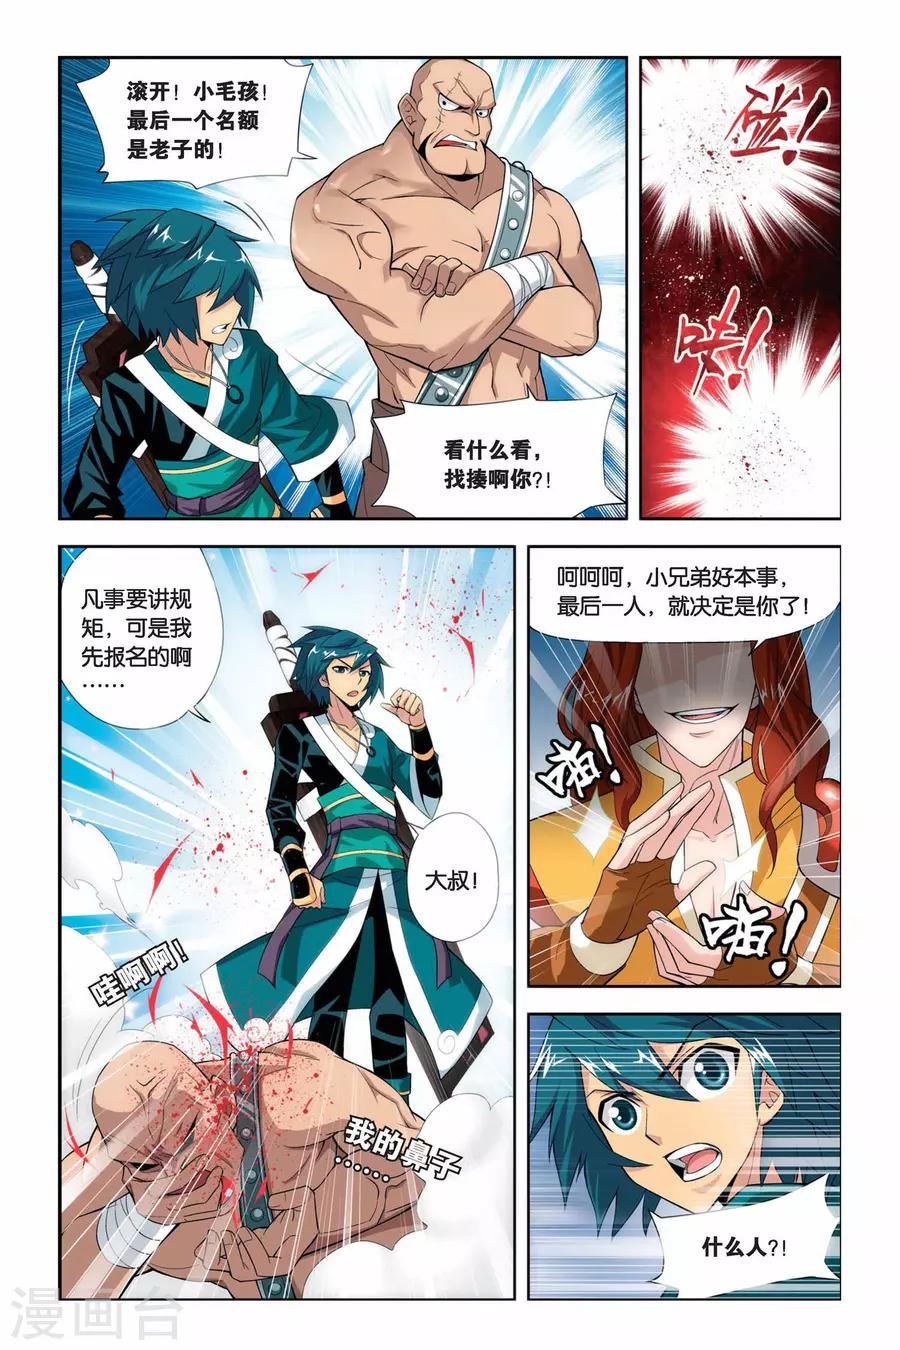 滚开！小毛孩！
最后一个名额
是老子的！
看什么看，
找揍啊你?!
碰！
哇！
凡事要讲规
矩，可是我
先报名的啊
……
大叔！
哇啊啊！
我的鼻子
……
呵呵呵，小兄弟好本事，
最后一人，就决定是你了！
啪！
啪！
什么人?!
漫画台